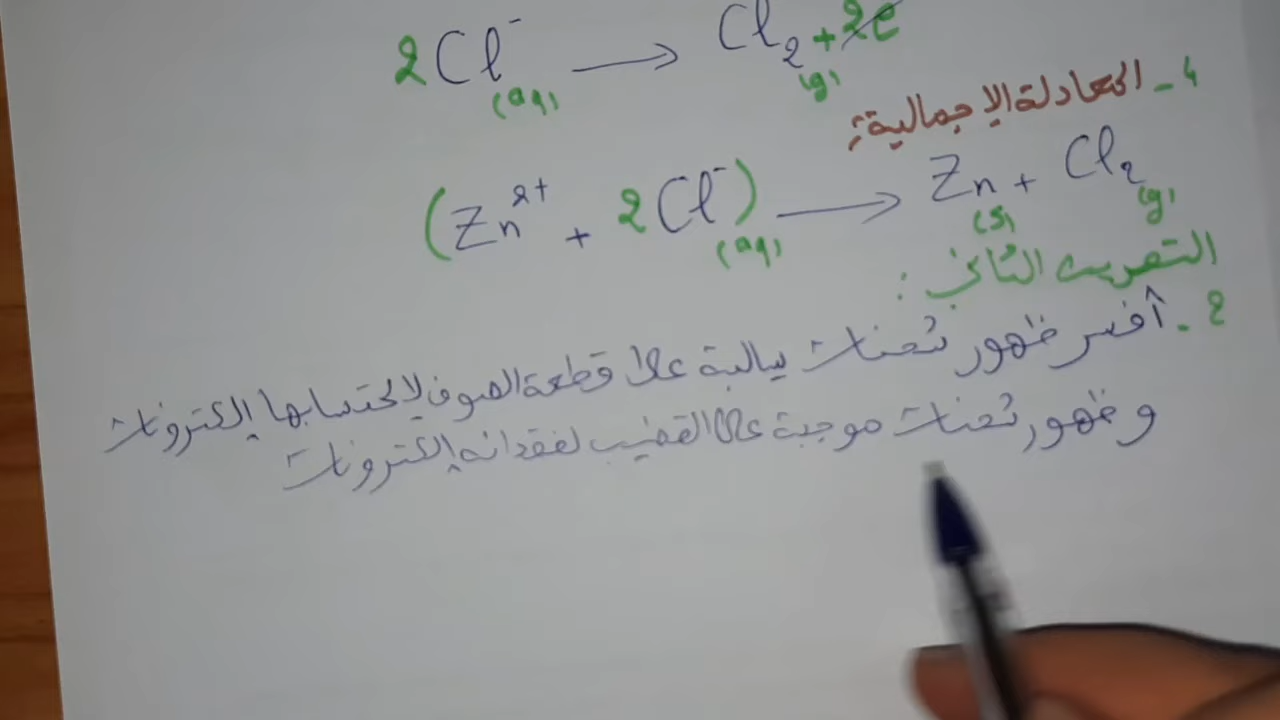 2Cl⁻(aq) → Cl₂(g) + 2e
4- المعادلة الإجمالية:
(Zn²⁺ + 2Cl⁻)(aq) → Zn(s) + Cl₂(g)
التمرين الثاني:
2- أفسر ظهور شحنات سالبة على قطعة الصوف لاكتسابها إلكترونات
وظهور شحنات موجبة على القضيب لفقدانه إلكترونات